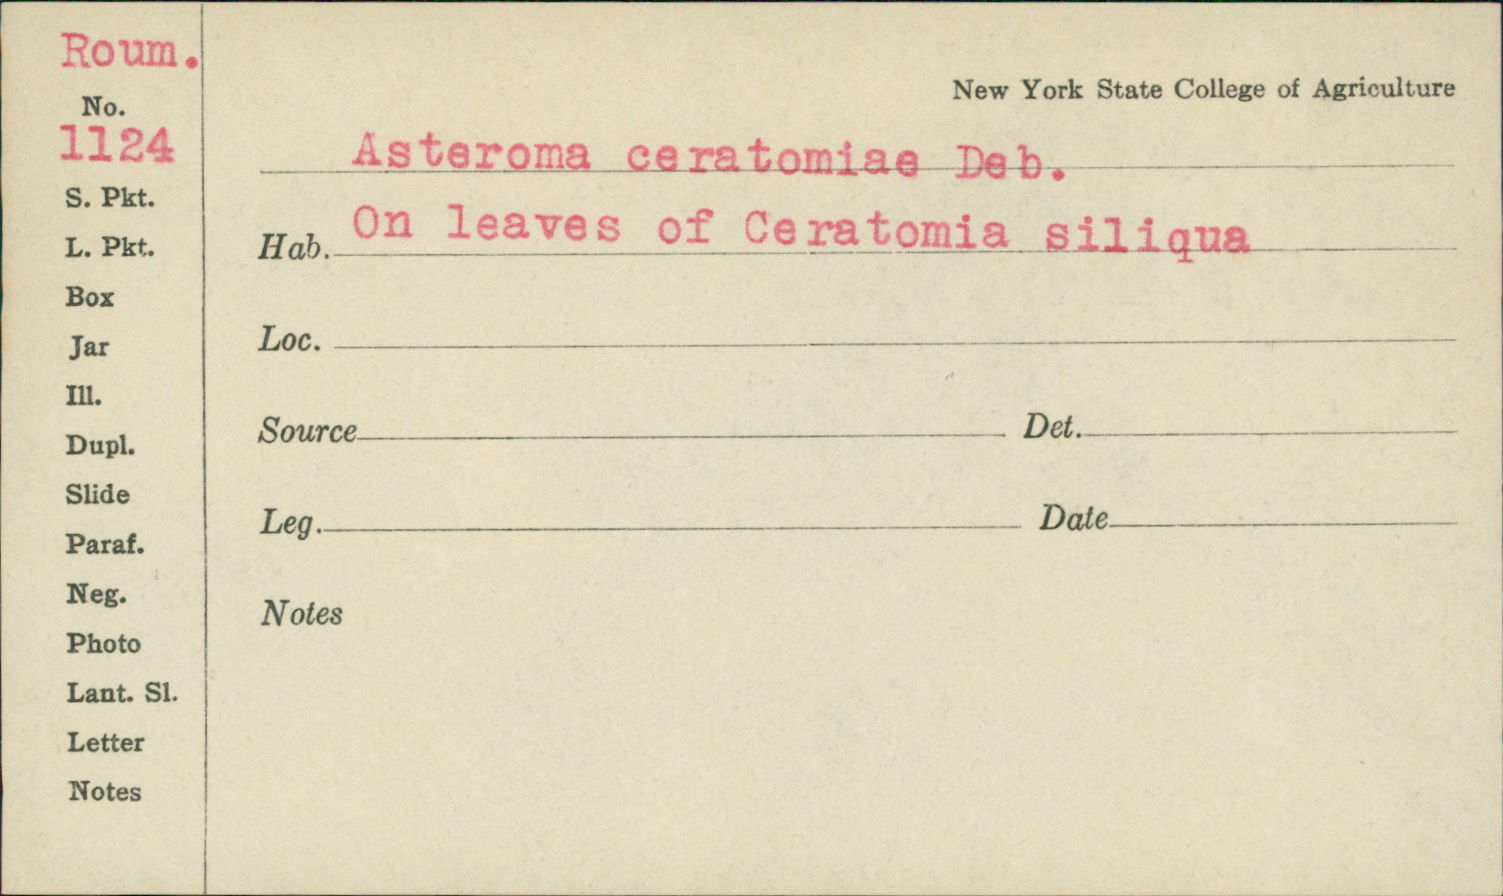 Roum.
No.
1124
S. Pkt.
L. Pkt.
Box
Jar
Ill.
Dupl.
Slide
Paraf.
Neg.
Photo
Lant. Sl.
Letter
Notes
New York State College of Agriculture
Asteroma ceratomiae Deb.
Hab. On leaves of Ceratomia siliqua
Loc.
Source Det.
Leg. Date
Notes